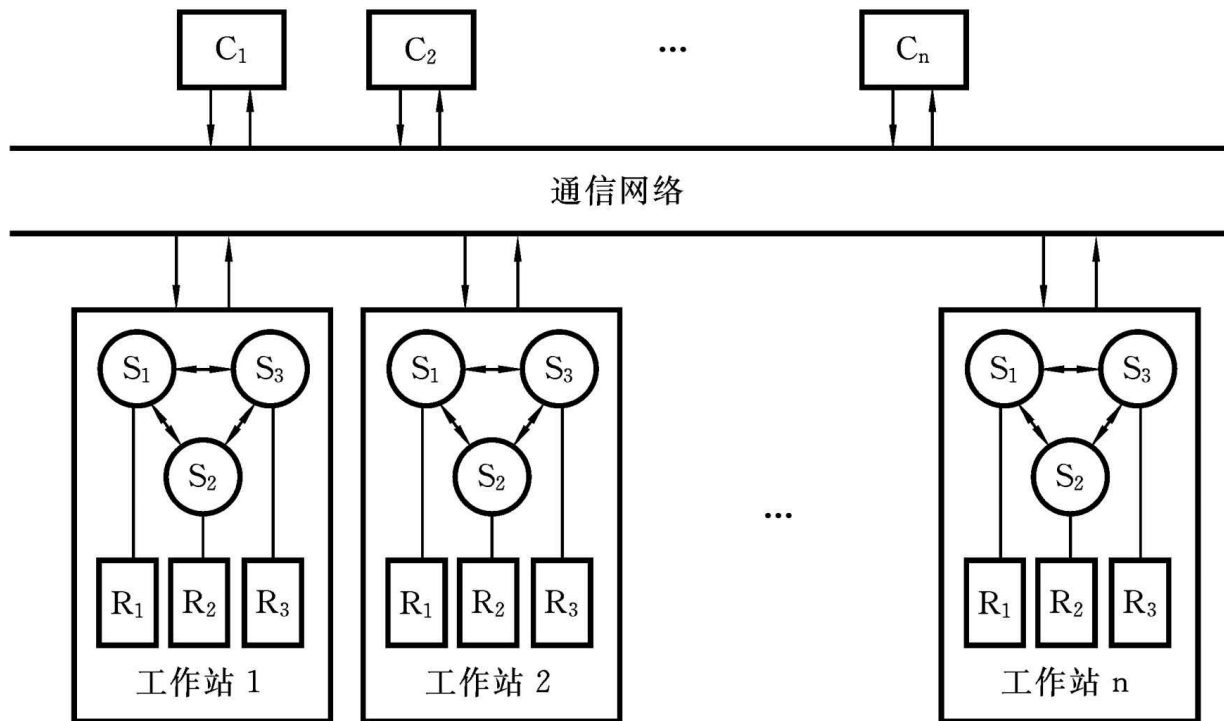 C₁ C₂ ... Cₙ
通信网络
S₁ S₃ S₁ S₃ S₁ S₃
S₂ S₂ S₂
...
R₁ R₂ R₃ R₁ R₂ R₃ R₁ R₂ R₃
工作站 1 工作站 2 工作站 n